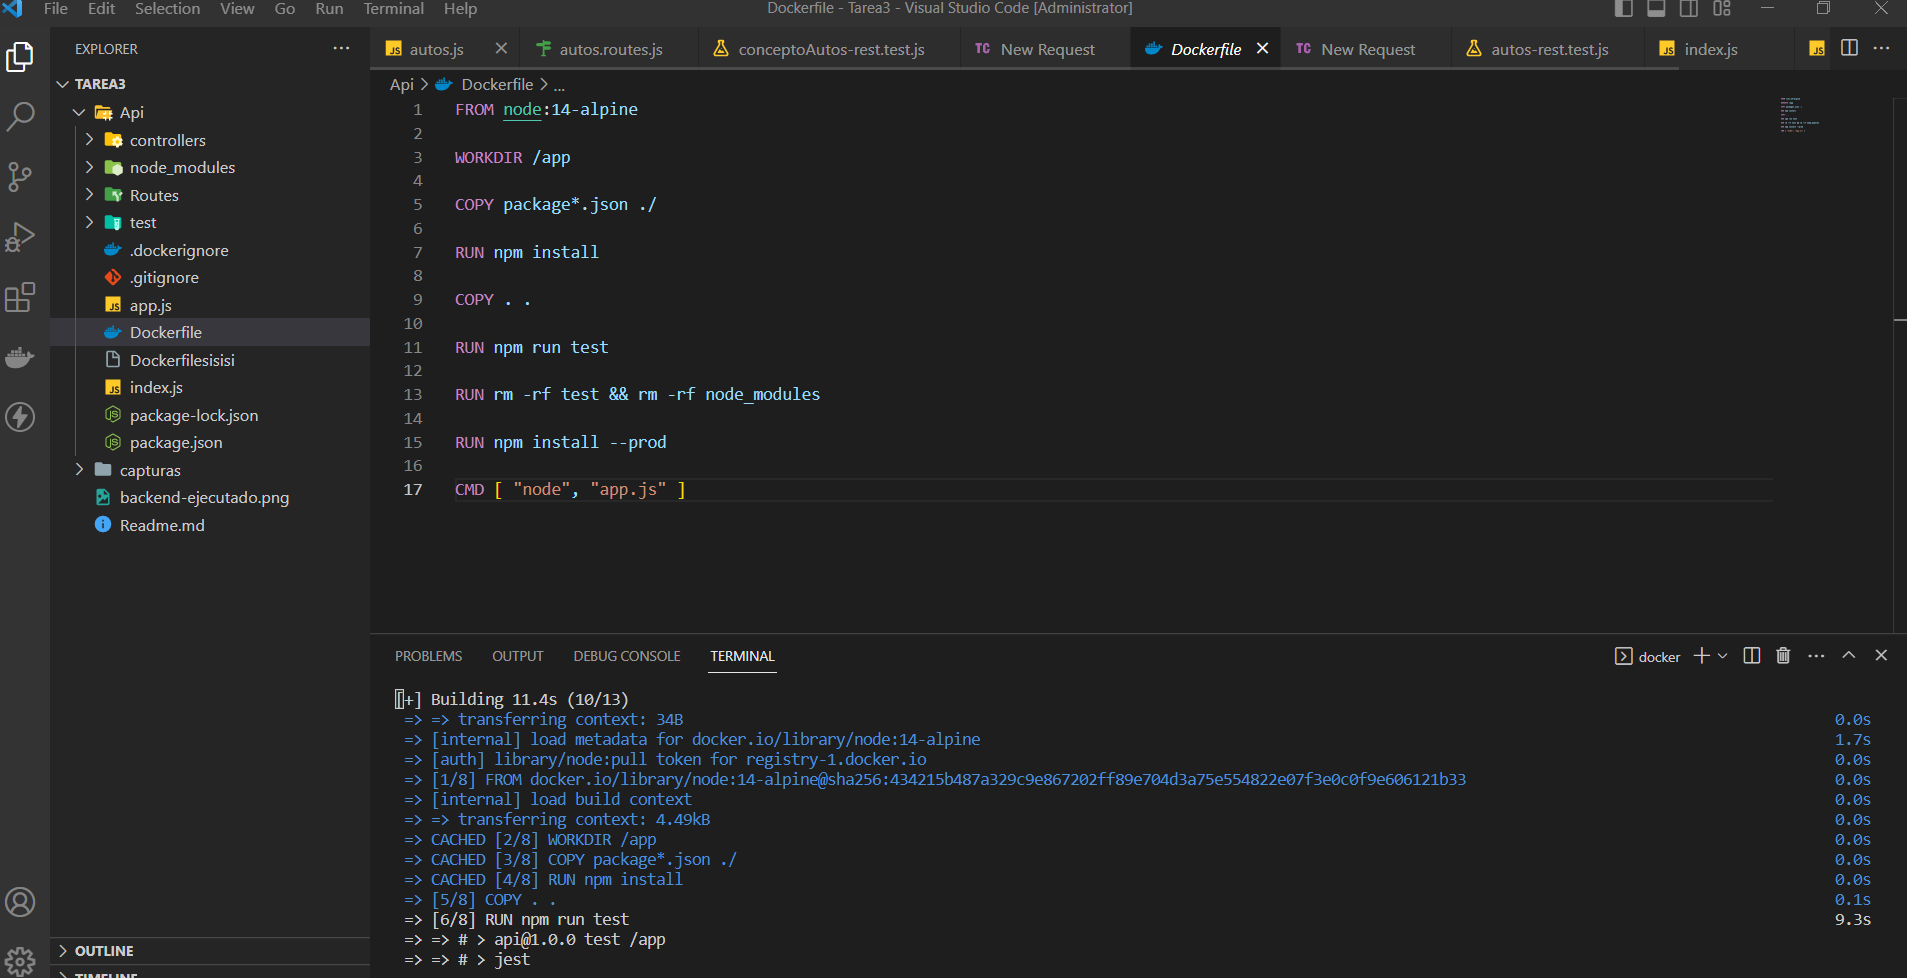 File Edit Selection View Go Run Terminal Help
Dockerfile - Tarea3 - Visual Studio Code [Administrator]
EXPLORER
autos.js
autos.routes.js
conceptoAutos-rest.test.js
TC New Request
Dockerfile
TC New Request
autos-rest.test.js
JS index.js
JS
TAREA3
Api
controllers
node_modules
Routes
test
.dockerignore
.gitignore
JS app.js
Dockerfile
Dockerfilesisisi
JS index.js
package-lock.json
package.json
capturas
backend-ejecutado.png
Readme.md
OUTLINE
TIMELINE
Api > Dockerfile > ...
1 FROM node:14-alpine
2
3 WORKDIR /app
4
5 COPY package*.json ./
6
7 RUN npm install
8
9 COPY . .
10
11 RUN npm run test
12
13 RUN rm -rf test && rm -rf node_modules
14
15 RUN npm install --prod
16
17 CMD [ "node", "app.js" ]
PROBLEMS OUTPUT DEBUG CONSOLE TERMINAL
docker
[+] Building 11.4s (10/13)
=> => transferring context: 34B 0.0s
=> [internal] load metadata for docker.io/library/node:14-alpine 1.7s
=> [auth] library/node:pull token for registry-1.docker.io 0.0s
=> [1/8] FROM docker.io/library/node:14-alpine@sha256:434215b487a329c9e867202ff89e704d3a75e554822e07f3e0c0f9e606121b33 0.0s
=> [internal] load build context 0.0s
=> => transferring context: 4.49kB 0.0s
=> CACHED [2/8] WORKDIR /app 0.0s
=> CACHED [3/8] COPY package*.json ./ 0.0s
=> CACHED [4/8] RUN npm install 0.0s
=> [5/8] COPY . . 0.1s
=> [6/8] RUN npm run test 9.3s
=> => # > api@1.0.0 test /app
=> => # > jest